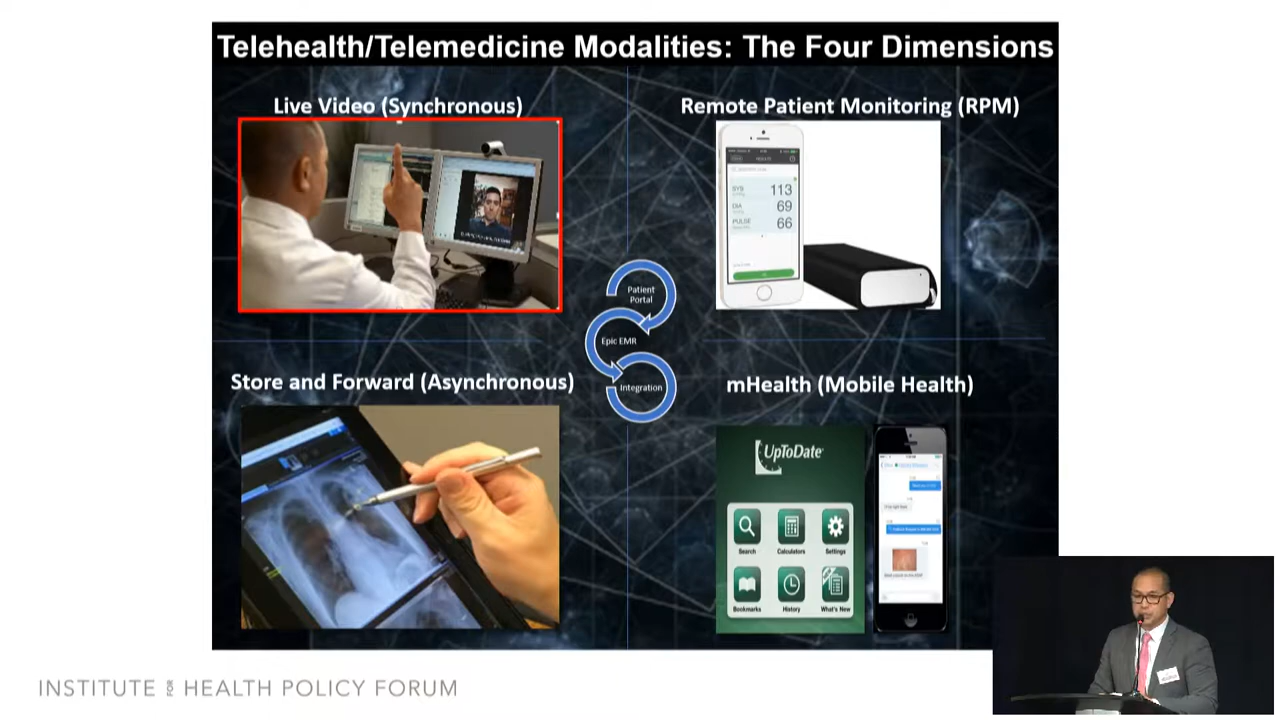 Telehealth/Telemedicine Modalities: The Four Dimensions
Live Video (Synchronous)
Remote Patient Monitoring (RPM)
SYS 113
DIA 69
PULSE 66
Patient
Portal
Epic EMR
Integration
Store and Forward (Asynchronous)
mHealth (Mobile Health)
UpToDate
Search
Calculators
Settings
Bookmarks
History
What's New
INSTITUTE FOR HEALTH POLICY FORUM